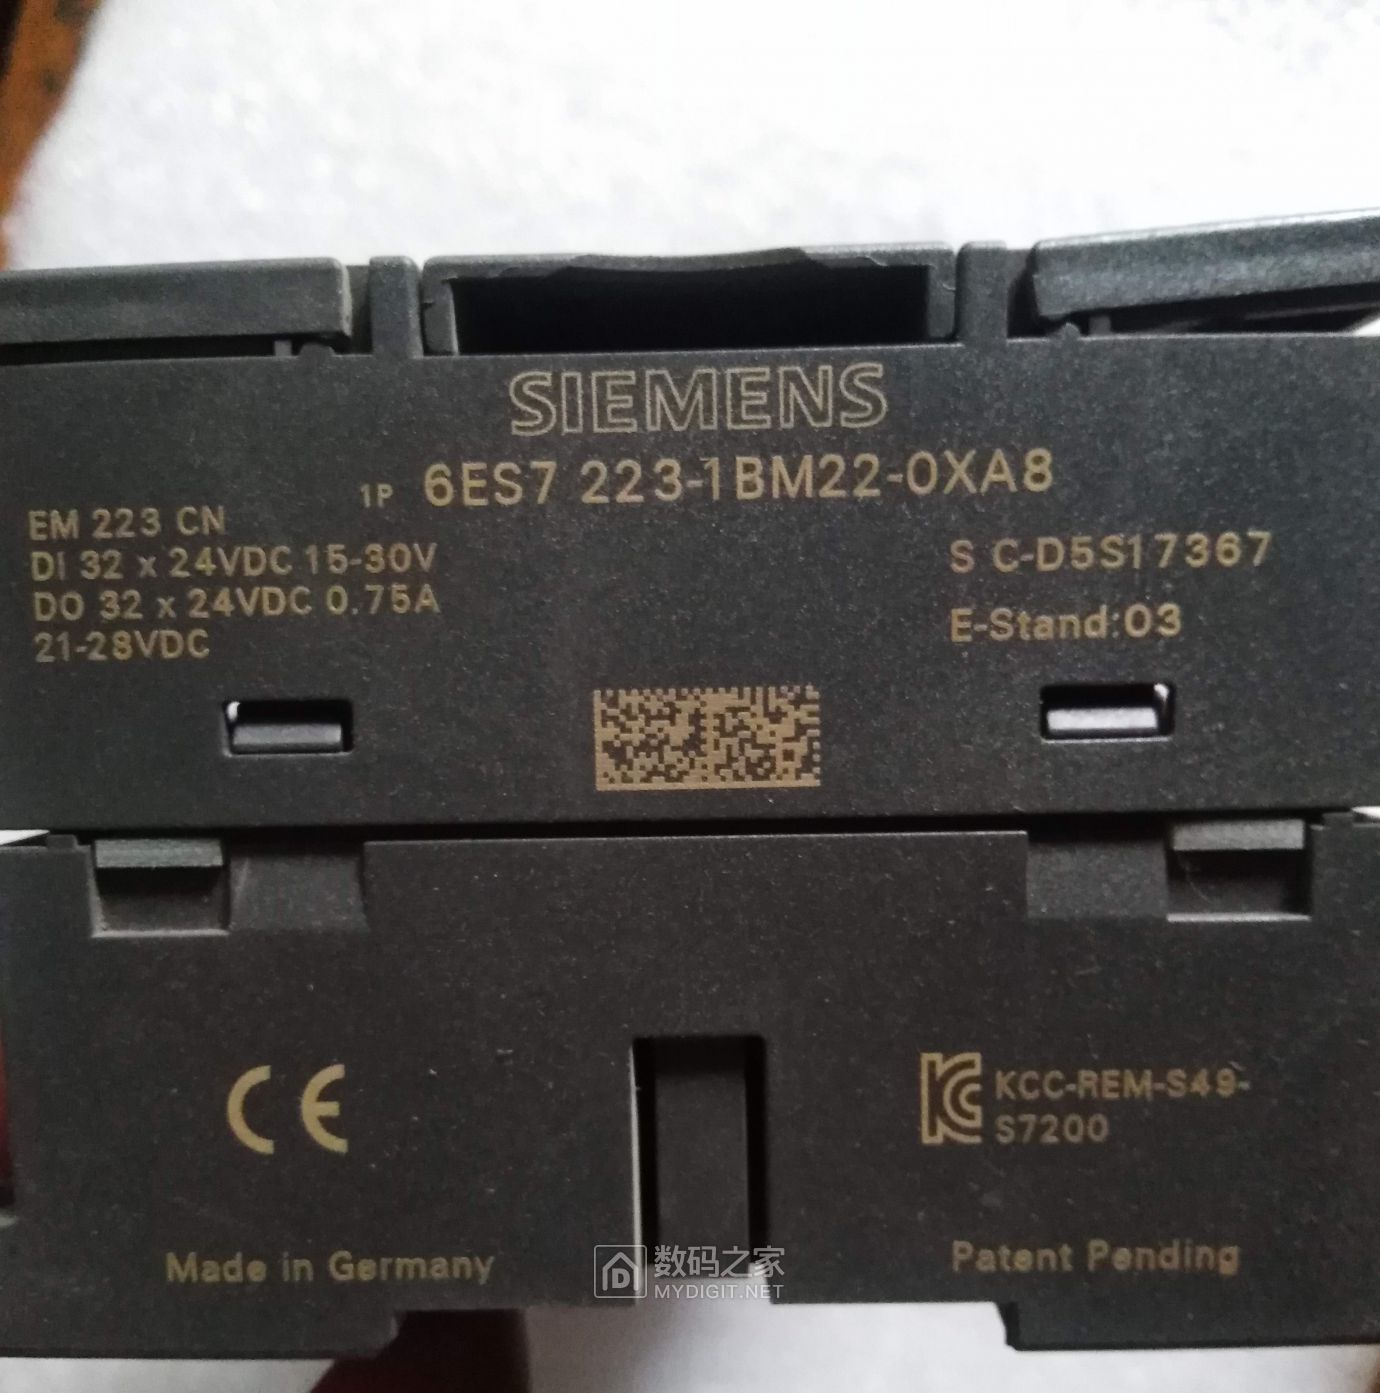 SIEMENS
1P 6ES7 223-1BM22-0XA8
EM 223 CN
DI 32 x 24VDC 15-30V
DO 32 x 24VDC 0.75A
21-28VDC
S C-D5S17367
E-Stand:03
CE
KCC-REM-S49-
S7200
Made in Germany
Patent Pending
数码之家
MYDIGIT.NET